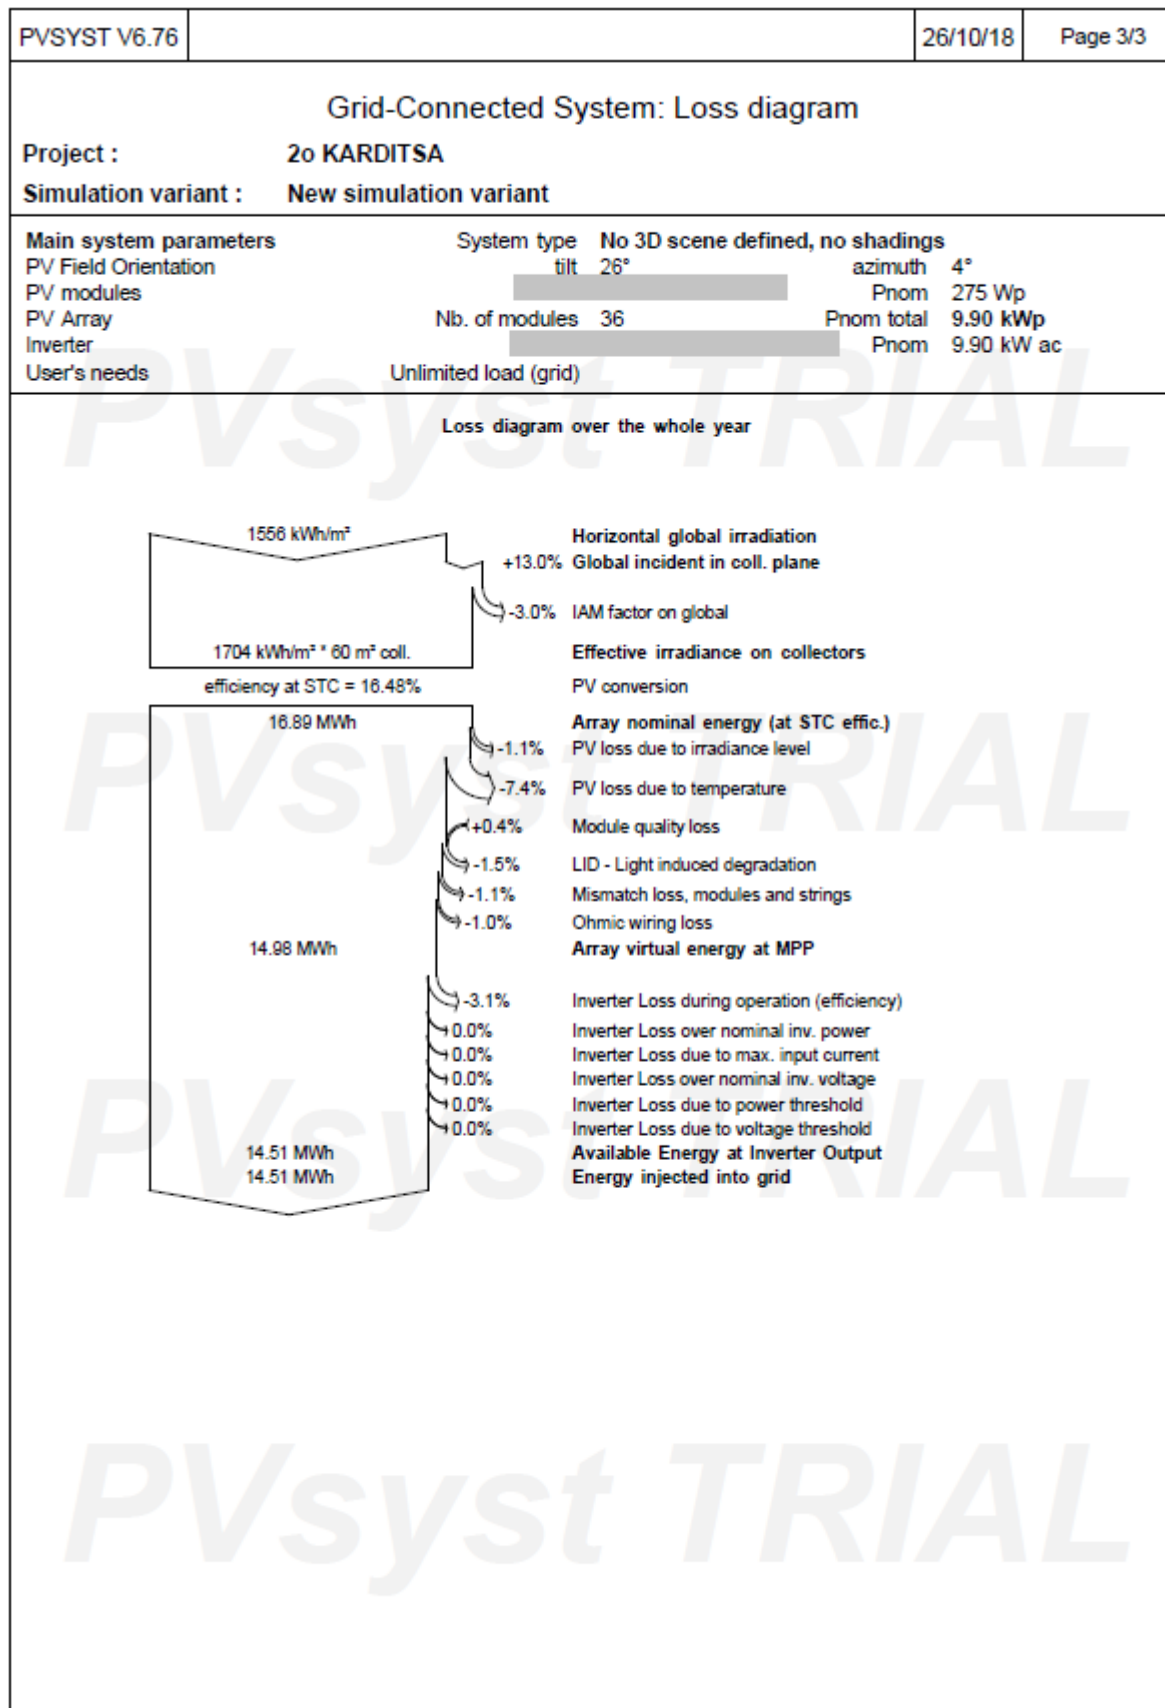 PVSYST V6.76 26/10/18 Page 3/3
Grid-Connected System: Loss diagram
Project : 2o KARDITSA
Simulation variant : New simulation variant
Main system parameters System type No 3D scene defined, no shadings
PV Field Orientation tilt 26° azimuth 4°
PV modules Pnom 275 Wp
PV Array Nb. of modules 36 Pnom total 9.90 kWp
Inverter Pnom 9.90 kW ac
User's needs Unlimited load (grid)
PVsyst TRIAL
Loss diagram over the whole year
1556 kWh/m² Horizontal global irradiation
+13.0% Global incident in coll. plane
-3.0% IAM factor on global
1704 kWh/m² * 60 m² coll. Effective irradiance on collectors
efficiency at STC = 16.48% PV conversion
16.89 MWh Array nominal energy (at STC effic.)
-1.1% PV loss due to irradiance level
PVsyst TRIAL
-7.4% PV loss due to temperature
+0.4% Module quality loss
-1.5% LID - Light induced degradation
-1.1% Mismatch loss, modules and strings
-1.0% Ohmic wiring loss
14.98 MWh Array virtual energy at MPP
-3.1% Inverter Loss during operation (efficiency)
0.0% Inverter Loss over nominal inv. power
0.0% Inverter Loss due to max. input current
0.0% Inverter Loss over nominal inv. voltage
0.0% Inverter Loss due to power threshold
0.0% Inverter Loss due to voltage threshold
PVsyst TRIAL
14.51 MWh Available Energy at Inverter Output
14.51 MWh Energy injected into grid
PVsyst TRIAL